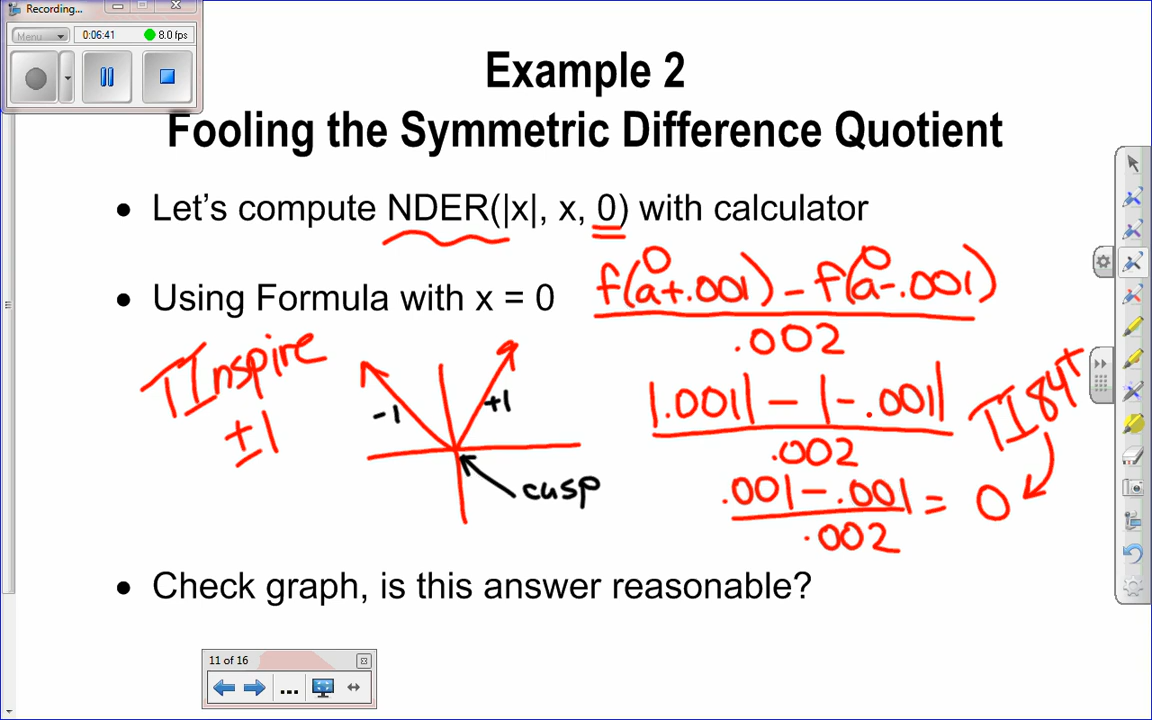 Recording...
Menu
0:06:41
8.0 fps
Example 2
Fooling the Symmetric Difference Quotient
• Let's compute NDER(|x|, x, 0) with calculator
• Using Formula with x = 0
f(a+.001) - f(a-.001)
0 0
.002
TInspire
±1
-1
+1
cusp
|.001| - |-.001|
.002
TI84+
.001 - .001 = 0
.002
• Check graph, is this answer reasonable?
11 of 16
...